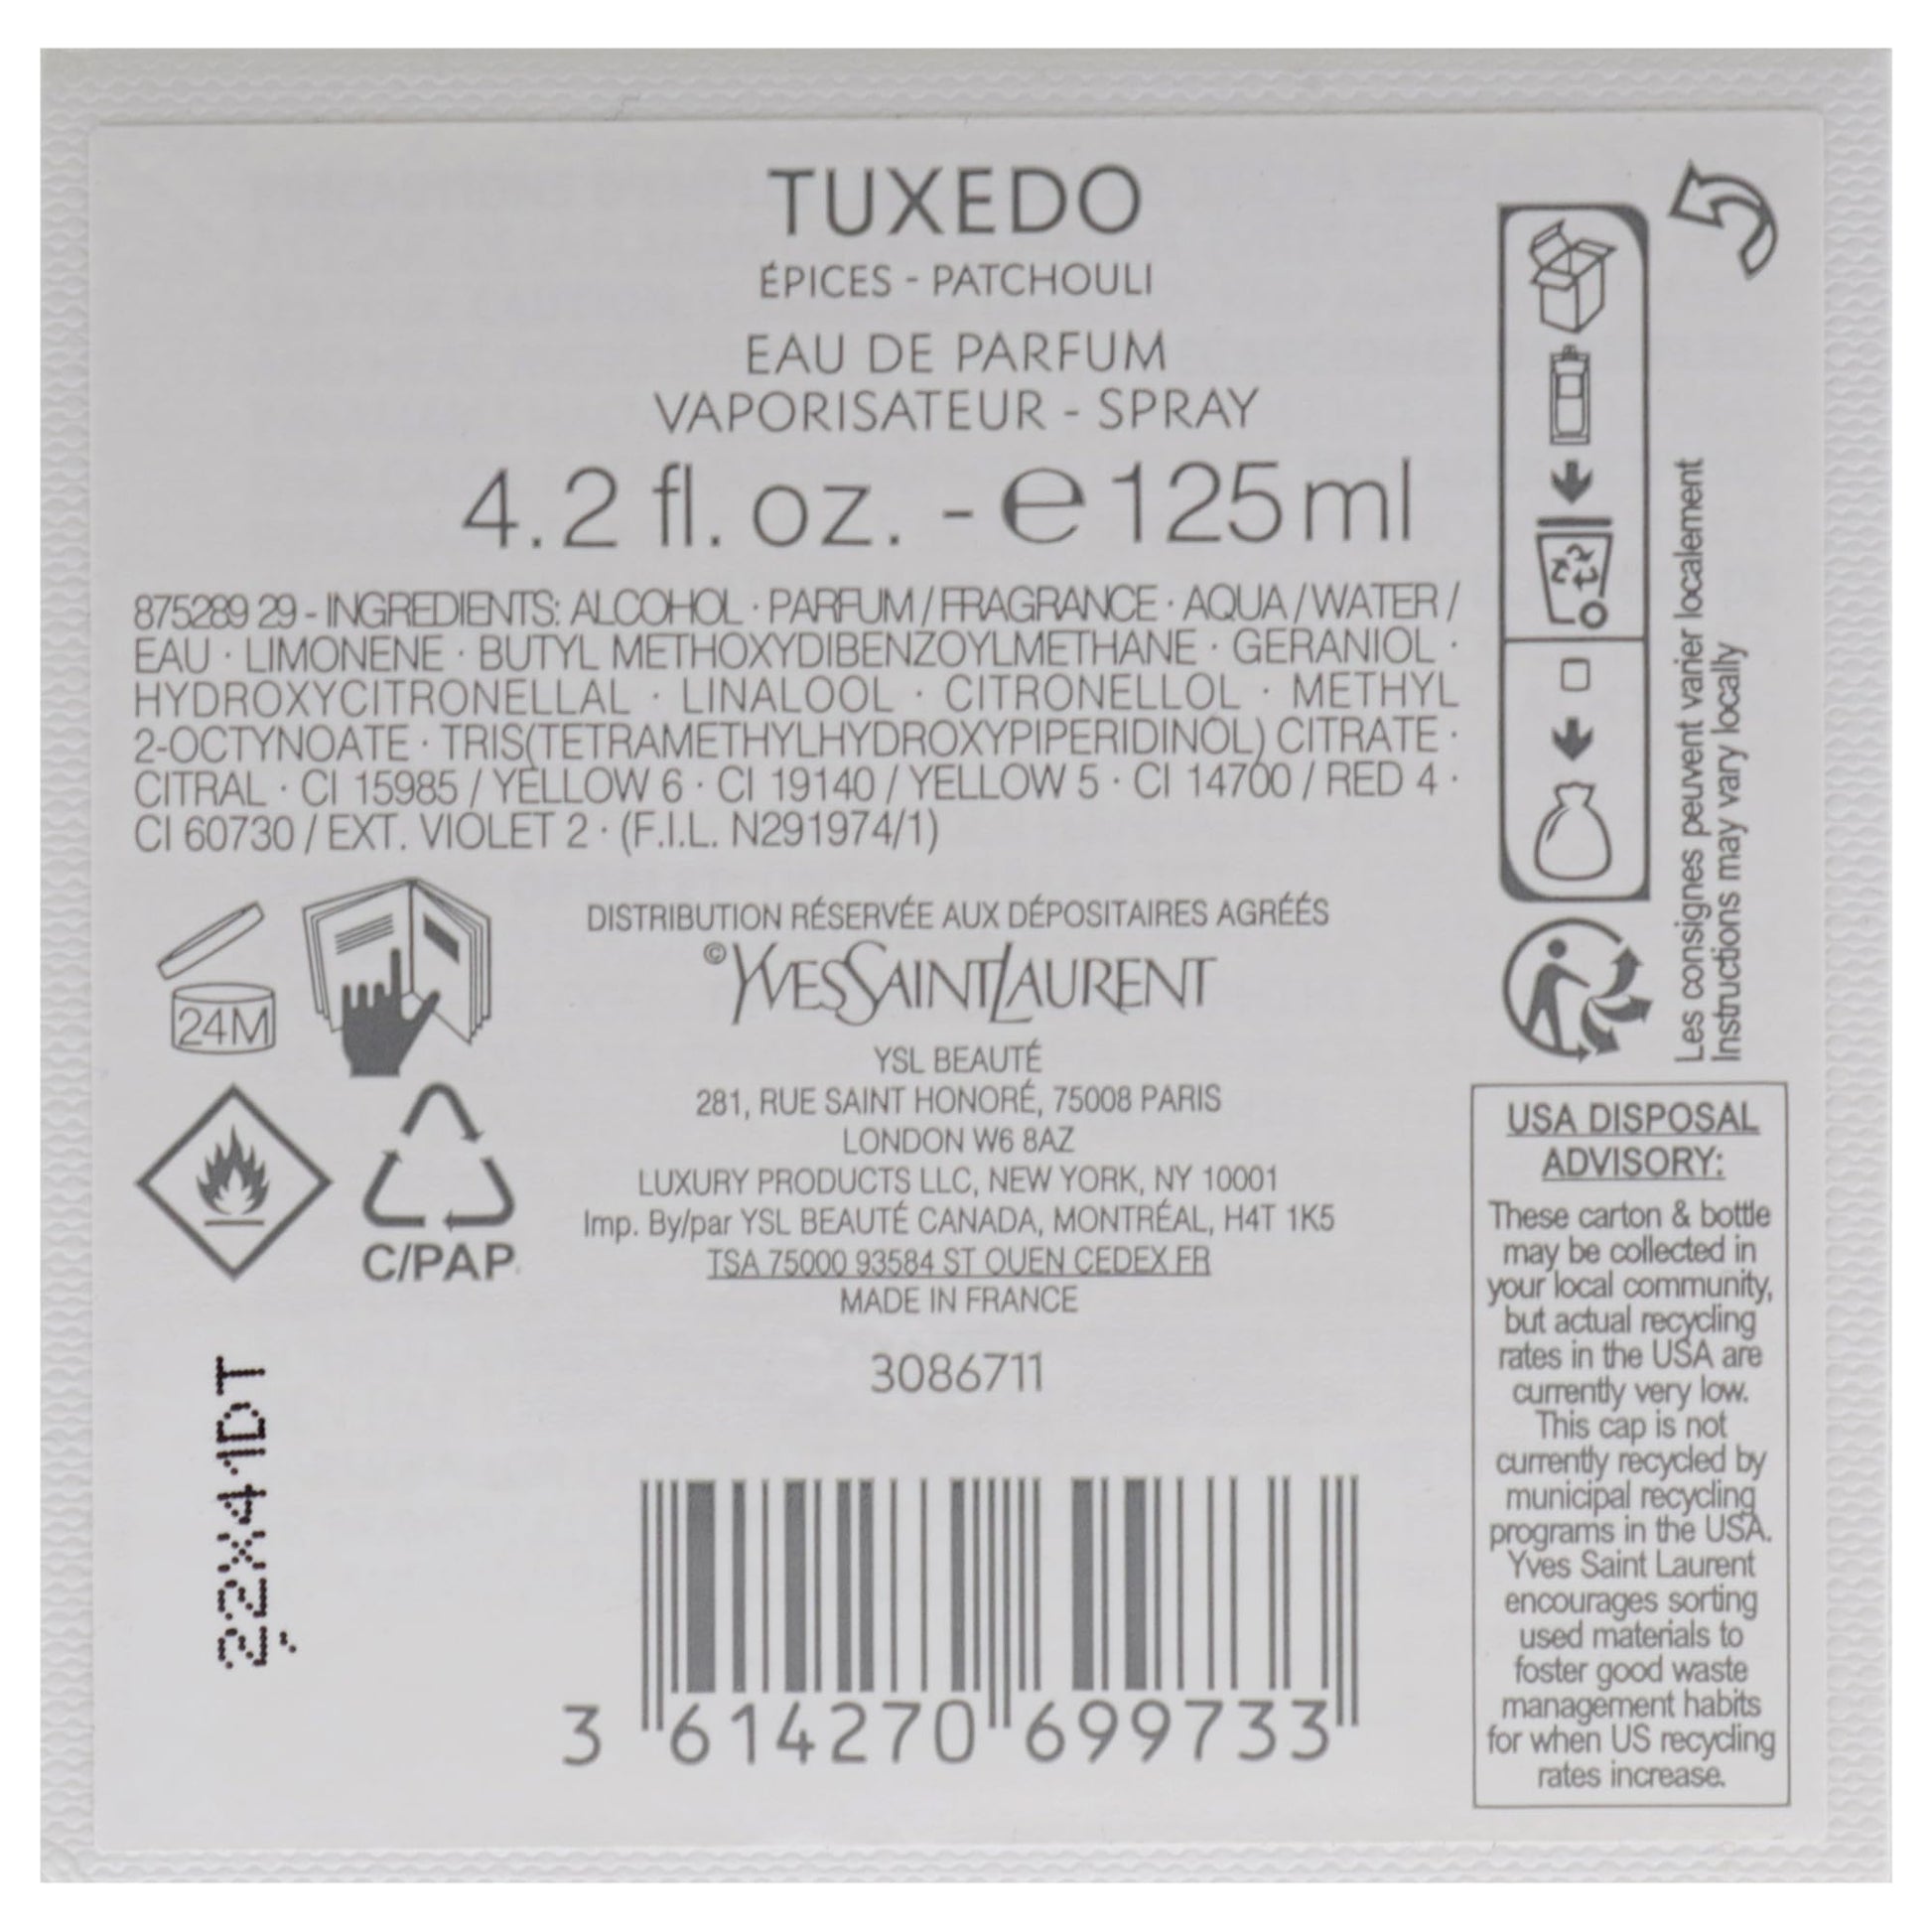 TUXEDO
ÉPICES - PATCHOULI
EAU DE PARFUM
VAPORISATEUR - SPRAY
4.2 fl. oz. - ℮ 125 ml
875289 29 - INGREDIENTS: ALCOHOL · PARFUM / FRAGRANCE · AQUA / WATER /
EAU · LIMONENE · BUTYL METHOXYDIBENZOYLMETHANE · GERANIOL ·
HYDROXYCITRONELLAL · LINALOOL · CITRONELLOL · METHYL
2-OCTYNOATE · TRIS(TETRAMETHYLHYDROXYPIPERIDINOL) CITRATE ·
CITRAL · CI 15985 / YELLOW 6 · CI 19140 / YELLOW 5 · CI 14700 / RED 4 ·
CI 60730 / EXT. VIOLET 2 · (F.I.L. N291974/1)
24M
C/PAP
DISTRIBUTION RÉSERVÉE AUX DÉPOSITAIRES AGRÉÉS
©YVESSAINTLAURENT
YSL BEAUTÉ
281, RUE SAINT HONORÉ, 75008 PARIS
LONDON W6 8AZ
LUXURY PRODUCTS LLC, NEW YORK, NY 10001
Imp. By/par YSL BEAUTÉ CANADA, MONTRÉAL, H4T 1K5
TSA 75000 93584 ST OUEN CEDEX FR
MADE IN FRANCE
3086711
22X41DT
3 614270 699733
Les consignes peuvent varier localement
Instructions may vary locally
USA DISPOSAL
ADVISORY:
These carton & bottle
may be collected in
your local community,
but actual recycling
rates in the USA are
currently very low.
This cap is not
currently recycled by
municipal recycling
programs in the USA.
Yves Saint Laurent
encourages sorting
used materials to
foster good waste
management habits
for when US recycling
rates increase.